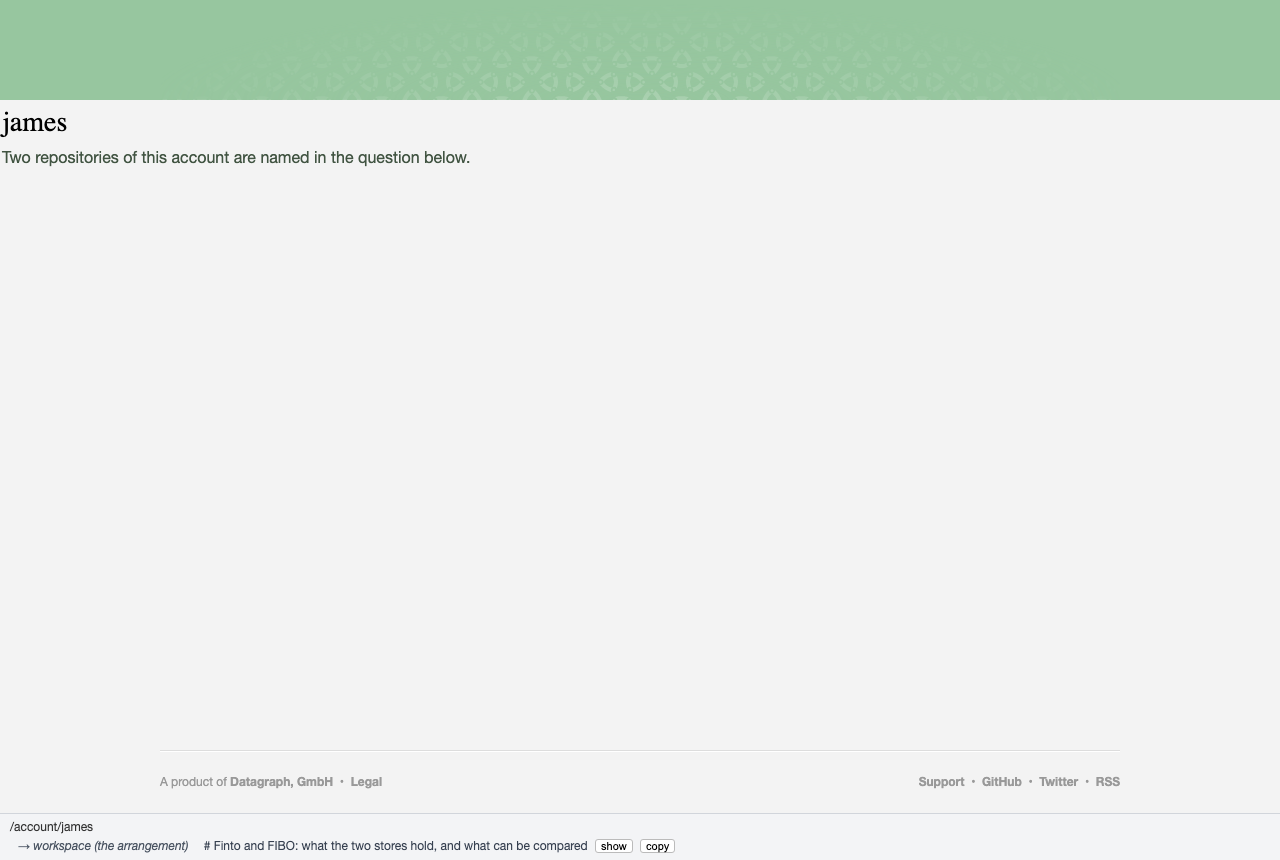 james
Two repositories of this account are named in the question below.
A product of Datagraph, GmbH • Legal
Support • GitHub • Twitter • RSS
/account/james
→ workspace (the arrangement) # Finto and FIBO: what the two stores hold, and what can be compared show copy